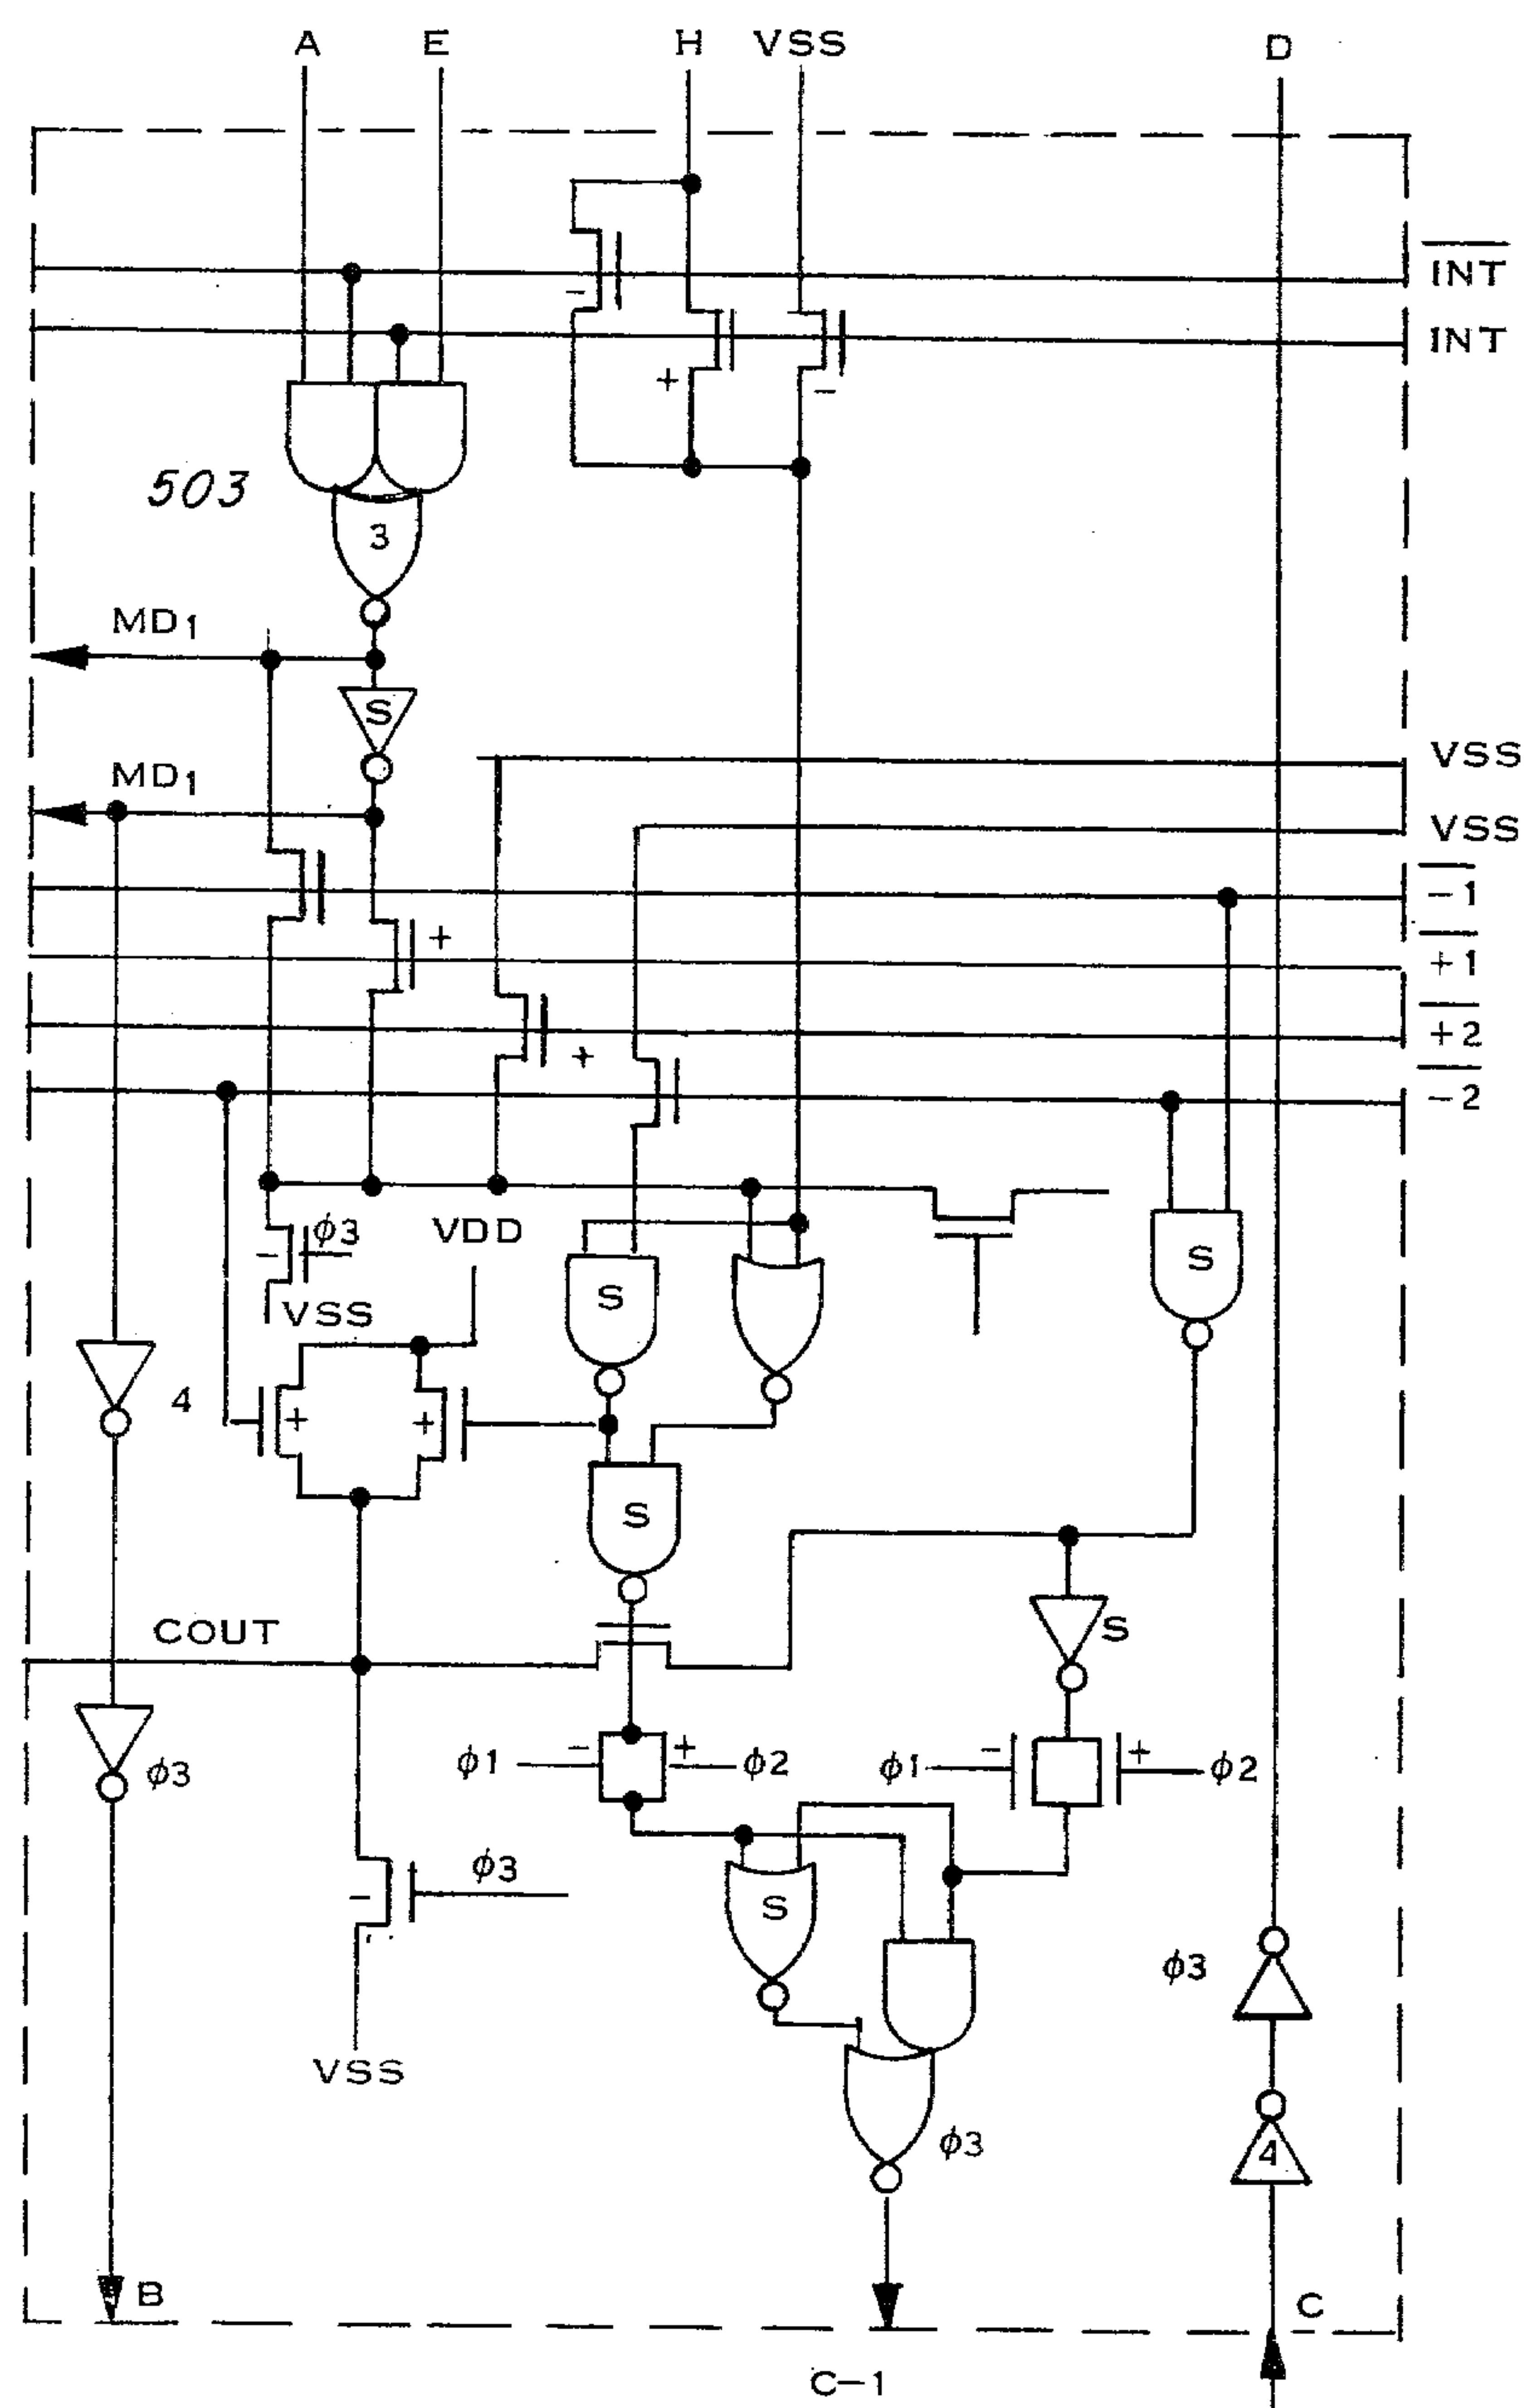 A E H VSS D
INT
INT
503
3
MD1
S
MD1
VSS
VSS
-1
+1
+2
-2
- + -
+
+
φ3
-
VSS
VDD
S
S
4
+ +
S
COUT
S
φ1 - + φ2
φ1 - + φ2
φ3
φ3
-
S
φ3
VSS
φ3
4
B
C
C-1